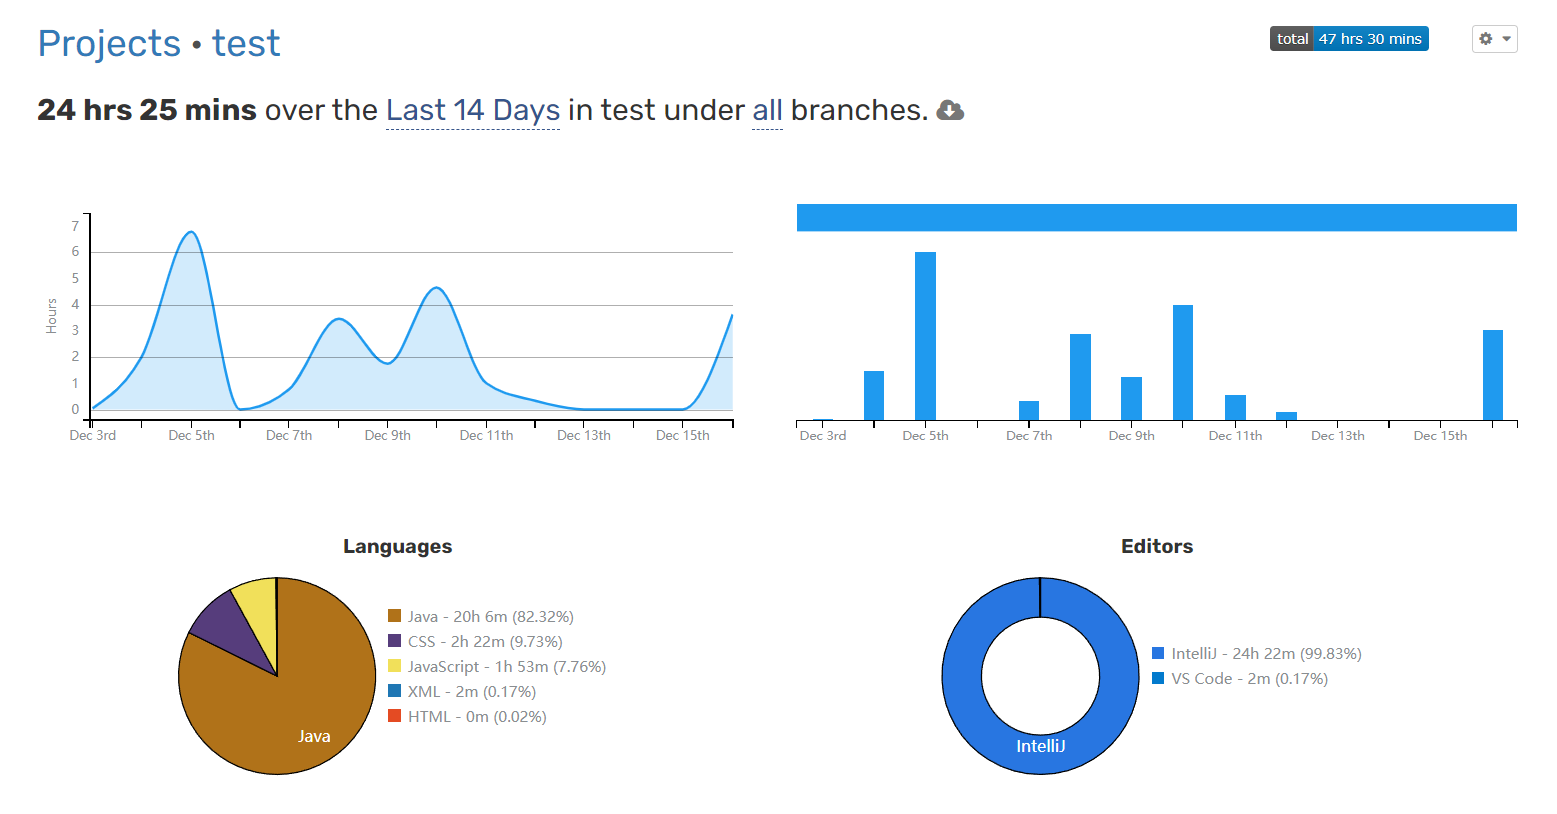 Projects • test
total 47 hrs 30 mins
24 hrs 25 mins over the Last 14 Days in test under all branches.
Hours
7
6
5
4
3
2
1
0
Dec 3rd Dec 5th Dec 7th Dec 9th Dec 11th Dec 13th Dec 15th
Dec 3rd Dec 5th Dec 7th Dec 9th Dec 11th Dec 13th Dec 15th
Languages
Java
Java - 20h 6m (82.32%)
CSS - 2h 22m (9.73%)
JavaScript - 1h 53m (7.76%)
XML - 2m (0.17%)
HTML - 0m (0.02%)
Editors
IntelliJ
IntelliJ - 24h 22m (99.83%)
VS Code - 2m (0.17%)